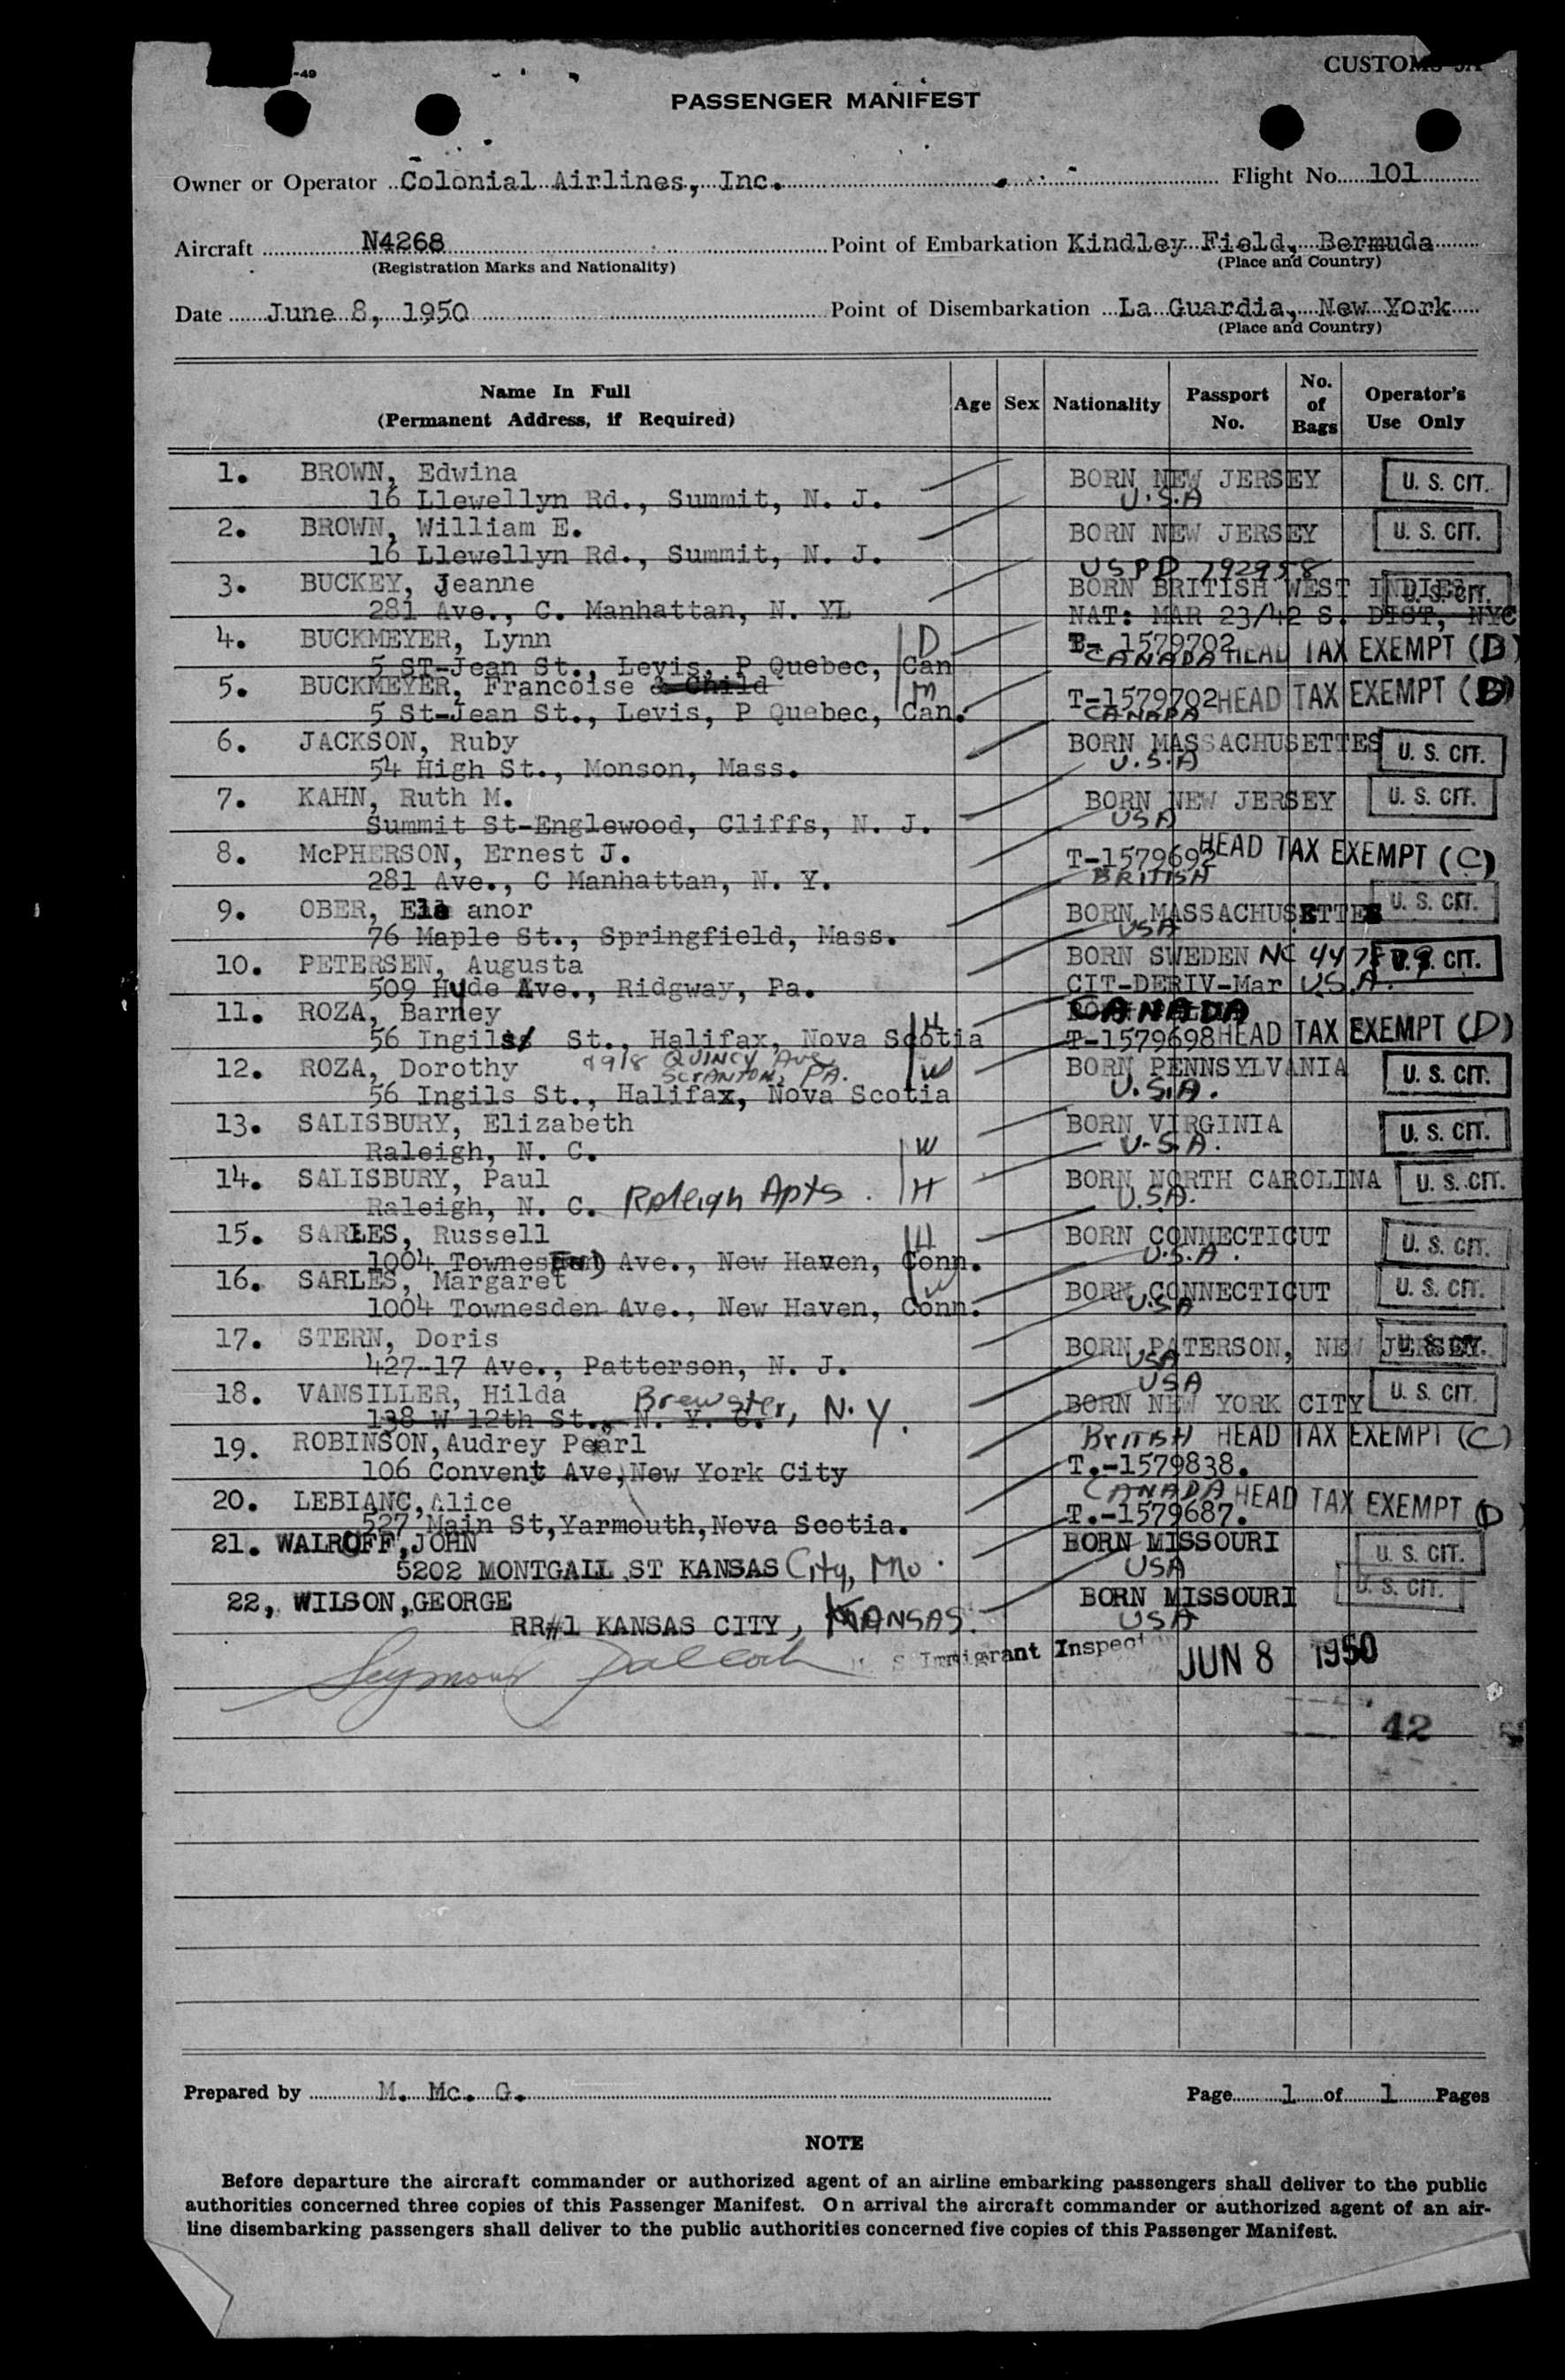 -49
CUSTOMS
PASSENGER MANIFEST
Owner or Operator Colonial Airlines, Inc. Flight No. 101
Aircraft N4268 Point of Embarkation Kindley Field, Bermuda
(Registration Marks and Nationality) (Place and Country)
Date June 8, 1950 Point of Disembarkation La Guardia, New York
(Place and Country)
Name In Full (Permanent Address, if Required) Age Sex Nationality Passport No. No. of Bags Operator's Use Only
1. BROWN, Edwina BORN NEW JERSEY U. S. CIT.
16 Llewellyn Rd., Summit, N. J. U.S.A
2. BROWN, William E. BORN NEW JERSEY U. S. CIT.
16 Llewellyn Rd., Summit, N. J.
USPD 792958
3. BUCKEY, Jeanne BORN BRITISH WEST INDIES U. S. CIT.
281 Ave., C. Manhattan, N. YL NAT: MAR 23/42 S. DIST, NYC
4. BUCKMEYER, Lynn D T-1579702 HEAD TAX EXEMPT (D)
5 ST-Jean St., Levis, P Quebec, Can CANADA
5. BUCKMEYER, Francoise & Child M T-1579702 HEAD TAX EXEMPT (D)
5 St-Jean St., Levis, P Quebec, Can. CANADA
6. JACKSON, Ruby BORN MASSACHUSETTES U. S. CIT.
54 High St., Monson, Mass. U.S.A
7. KAHN, Ruth M. BORN NEW JERSEY U. S. CIT.
Summit St-Englewood, Cliffs, N. J. USA
8. McPHERSON, Ernest J. T-1579692 HEAD TAX EXEMPT (C)
281 Ave., C Manhattan, N. Y. BRITISH
9. OBER, Ele anor BORN MASSACHUSETTES U. S. CIT.
76 Maple St., Springfield, Mass. USA
10. PETERSEN, Augusta BORN SWEDEN NC U. S. CIT.
509 Hyde Ave., Ridgway, Pa. CIT-DERIV-Mar U.S.A.
11. ROZA, Barney CANADA
56 Ingilss St., Halifax, Nova Scotia H T-1579698 HEAD TAX EXEMPT (D)
12. ROZA, Dorothy 1918 QUINCY Ave, SCRANTON, PA. W BORN PENNSYLVANIA U. S. CIT.
56 Ingils St., Halifax, Nova Scotia U.S.A.
13. SALISBURY, Elizabeth BORN VIRGINIA U. S. CIT.
Raleigh, N. C. W U.S.A.
14. SALISBURY, Paul H BORN NORTH CAROLINA U. S. CIT.
Raleigh, N. C. Raleigh Apts. U.S.A.
15. SARLES, Russell H BORN CONNECTICUT U. S. CIT.
1004 Townesend Ave., New Haven, Conn. U.S.A.
16. SARLES, Margaret W BORN CONNECTICUT U. S. CIT.
1004 Townesden Ave., New Haven, Conn. USA
17. STERN, Doris BORN PATERSON, NEW JERSEY. U. S. CIT.
427-17 Ave., Patterson, N. J. USA
USA
18. VANSILLER, Hilda Brewster, N.Y. BORN NEW YORK CITY U. S. CIT.
138 W 12th St., N. Y. C.
19. ROBINSON, Audrey Pearl BRITISH HEAD TAX EXEMPT (C)
106 Convent Ave, New York City T.-1579838.
20. LEBIANC, Alice CANADA HEAD TAX EXEMPT (D)
527 Main St, Yarmouth, Nova Scotia. T.-1579687.
21. WALROFF, JOHN BORN MISSOURI U. S. CIT.
5202 MONTGALL ST KANSAS City, Mo. USA
22, WILSON, GEORGE BORN MISSOURI U. S. CIT.
RR#1 KANSAS CITY, KANSAS. USA
Seymour S Immigrant Inspect JUN 8 1950
42
Prepared by M. Mc. G. Page 1 of 1 Pages
NOTE
Before departure the aircraft commander or authorized agent of an airline embarking passengers shall deliver to the public
authorities concerned three copies of this Passenger Manifest. On arrival the aircraft commander or authorized agent of an air-
line disembarking passengers shall deliver to the public authorities concerned five copies of this Passenger Manifest.